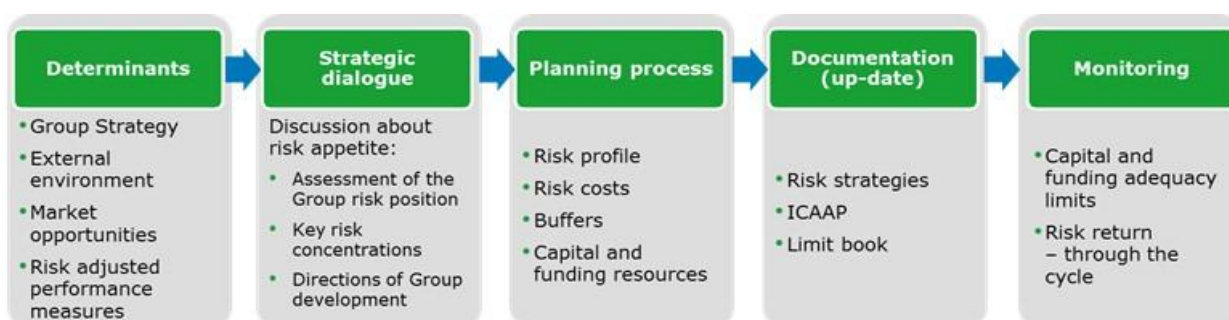 Determinants
• Group Strategy
• External
environment
• Market
opportunities
• Risk adjusted
performance
measures
Strategic
dialogue
Discussion about
risk appetite:
• Assessment of the
Group risk position
• Key risk
concentrations
• Directions of Group
development
Planning process
• Risk profile
• Risk costs
• Buffers
• Capital and
funding resources
Documentation
(up-date)
• Risk strategies
• ICAAP
• Limit book
Monitoring
• Capital and
funding adequacy
limits
• Risk return
– through the
cycle